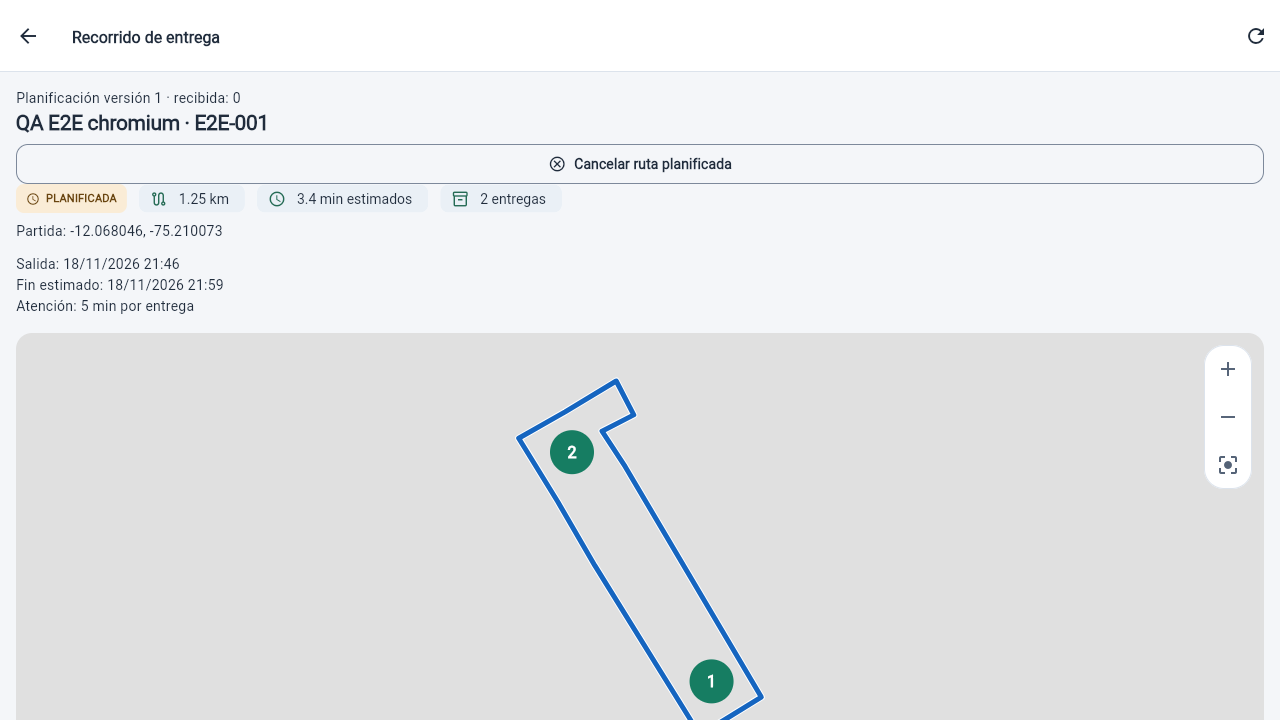 Recorrido de entrega
Planificación versión 1 · recibida: 0
QA E2E chromium · E2E-001
Cancelar ruta planificada
PLANIFICADA 1.25 km 3.4 min estimados 2 entregas
Partida: -12.068046, -75.210073
Salida: 18/11/2026 21:46
Fin estimado: 18/11/2026 21:59
Atención: 5 min por entrega
2
1